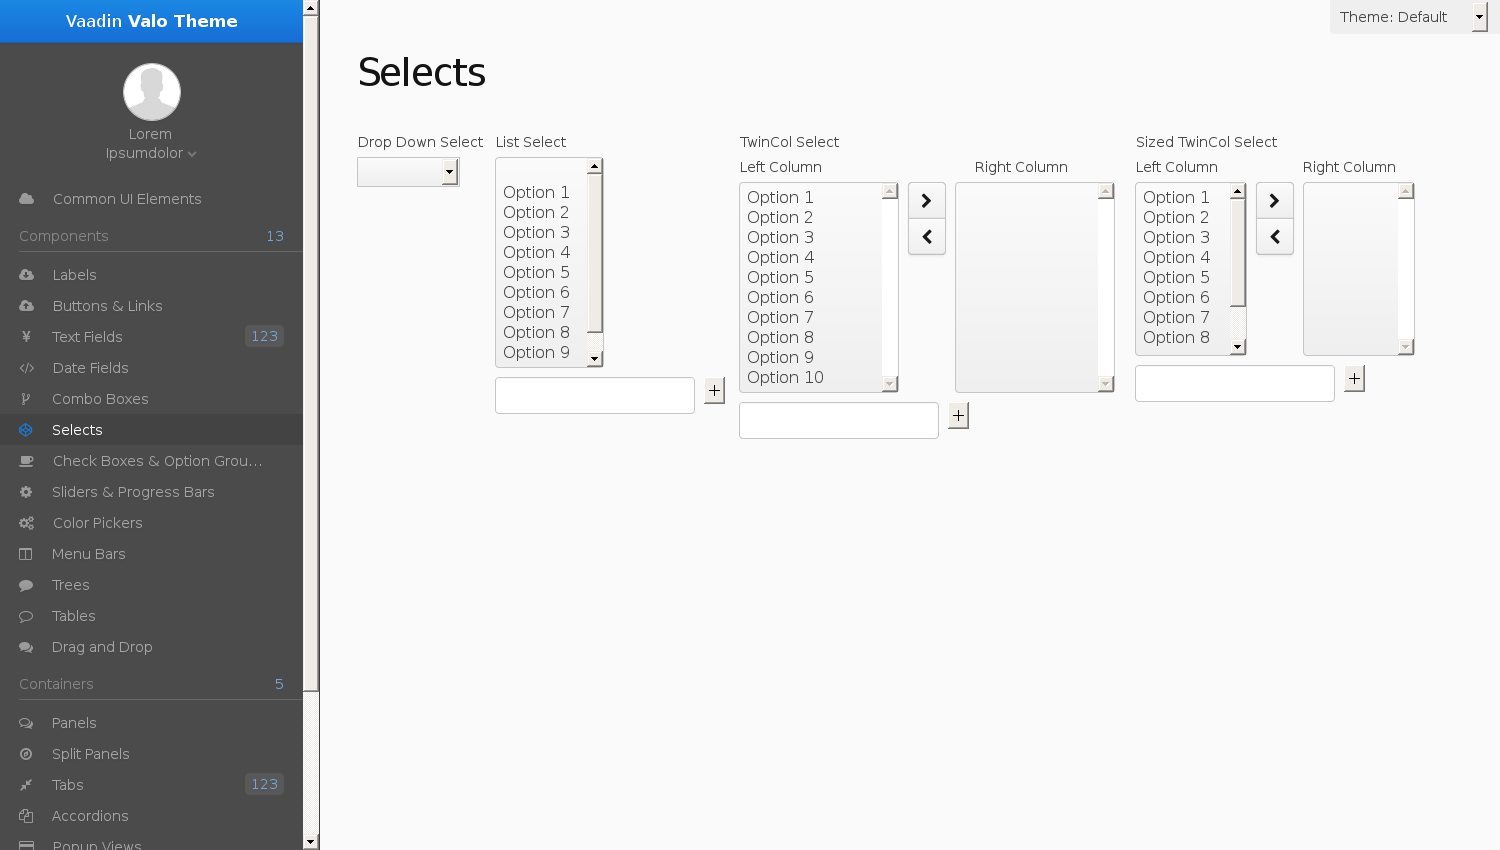 Vaadin Valo Theme
Lorem
Ipsumdolor
Common UI Elements
Components 13
Labels
Buttons & Links
Text Fields 123
Date Fields
Combo Boxes
Selects
Check Boxes & Option Grou…
Sliders & Progress Bars
Color Pickers
Menu Bars
Trees
Tables
Drag and Drop
Containers 5
Panels
Split Panels
Tabs 123
Accordions
Popup Views
Theme: Default
Selects
Drop Down Select
List Select
Option 1
Option 2
Option 3
Option 4
Option 5
Option 6
Option 7
Option 8
Option 9
+
TwinCol Select
Left Column
Right Column
Option 1
Option 2
Option 3
Option 4
Option 5
Option 6
Option 7
Option 8
Option 9
Option 10
+
Sized TwinCol Select
Left Column
Right Column
Option 1
Option 2
Option 3
Option 4
Option 5
Option 6
Option 7
Option 8
+